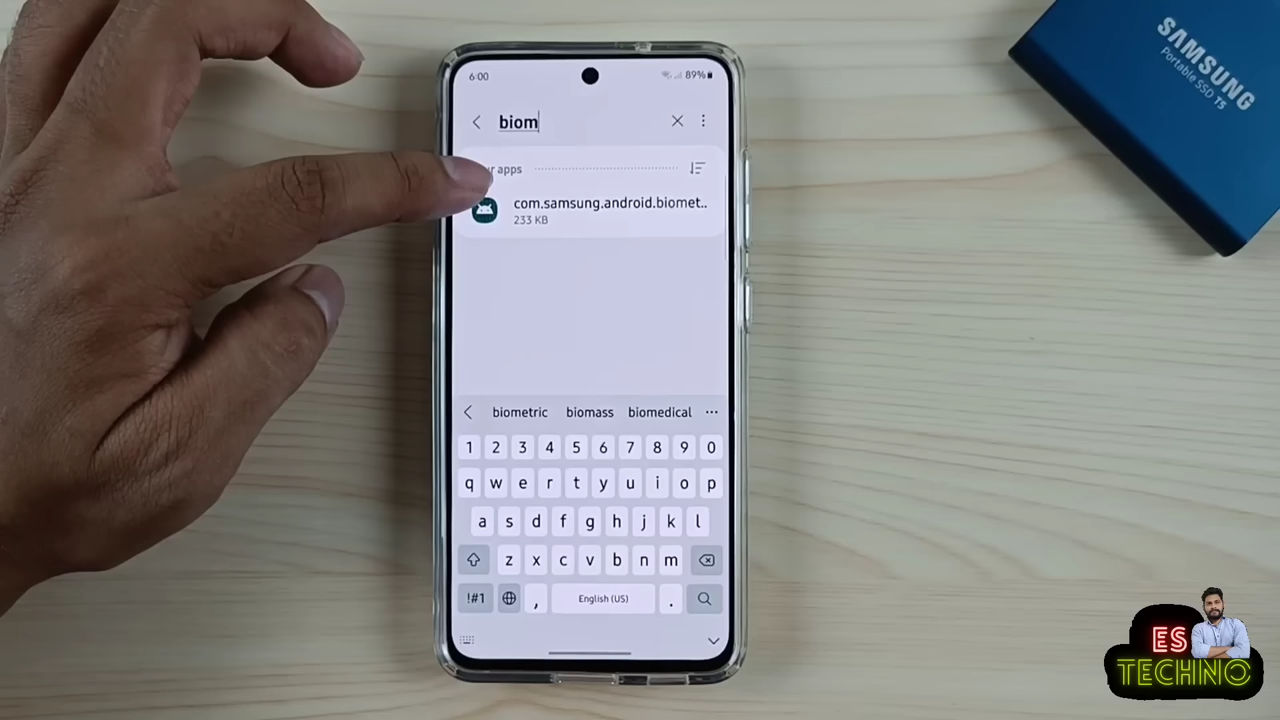 6:00
89%
biom
r apps
com.samsung.android.biomet..
233 KB
biometric biomass biomedical
1 2 3 4 5 6 7 8 9 0
q w e r t y u i o p
a s d f g h j k l
z x c v b n m
!#1 , English (US) .
SAMSUNG
Portable SSD T5
ES
TECHNO